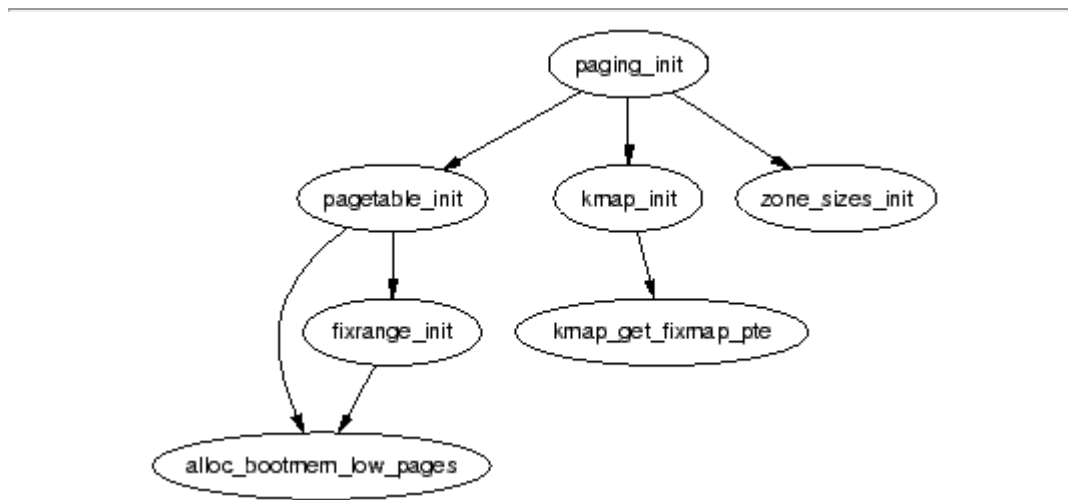 paging_init
pagetable_init
kmap_init
zone_sizes_init
fixrange_init
kmap_get_fixmap_pte
alloc_bootmem_low_pages